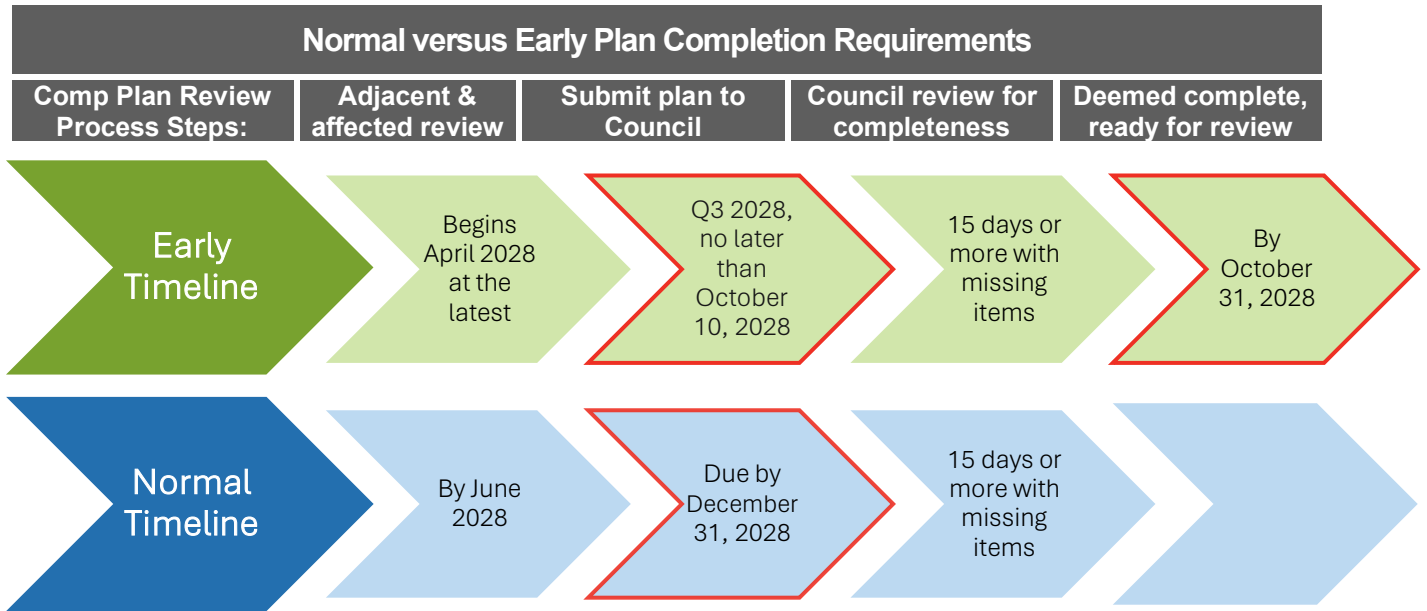 Normal versus Early Plan Completion Requirements
Comp Plan Review
Process Steps:
Adjacent &
affected review
Submit plan to
Council
Council review for
completeness
Deemed complete,
ready for review
Early
Timeline
Begins
April 2028
at the
latest
Q3 2028,
no later
than
October
10, 2028
15 days or
more with
missing
items
By
October
31, 2028
Normal
Timeline
By June
2028
Due by
December
31, 2028
15 days or
more with
missing
items